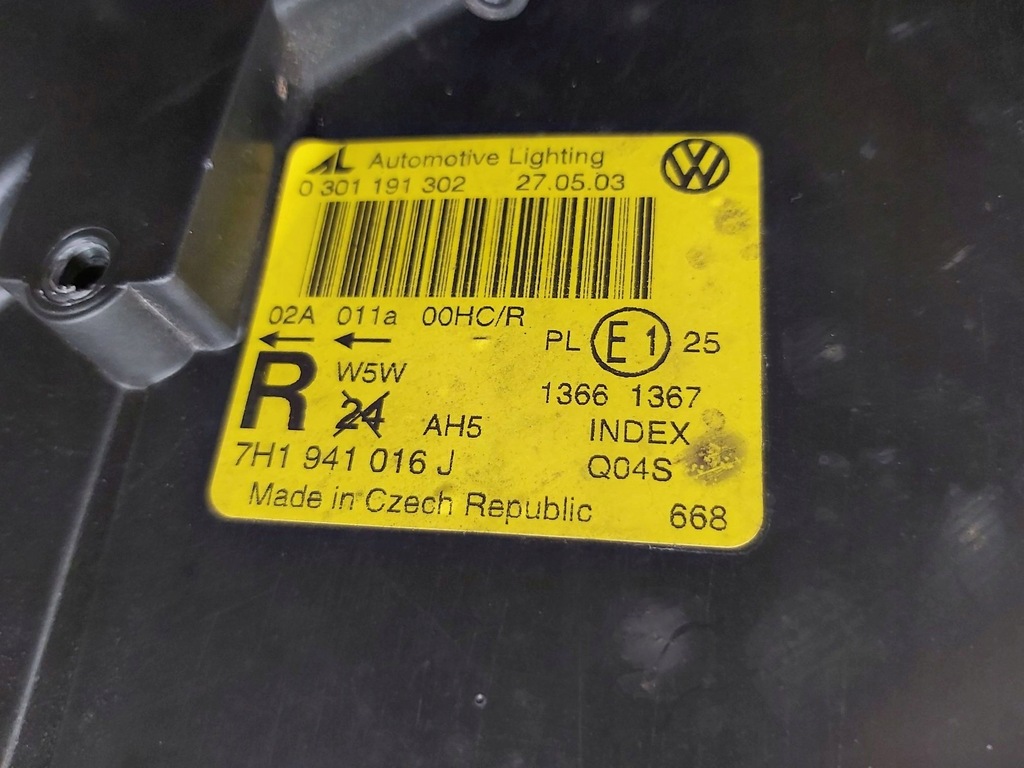 AL Automotive Lighting
0 301 191 302 27.05.03
02A 011a 00HC/R
PL E1 25
R W5W
1366 1367
24 AH5
INDEX
7H1 941 016 J
Q04S
Made in Czech Republic 668